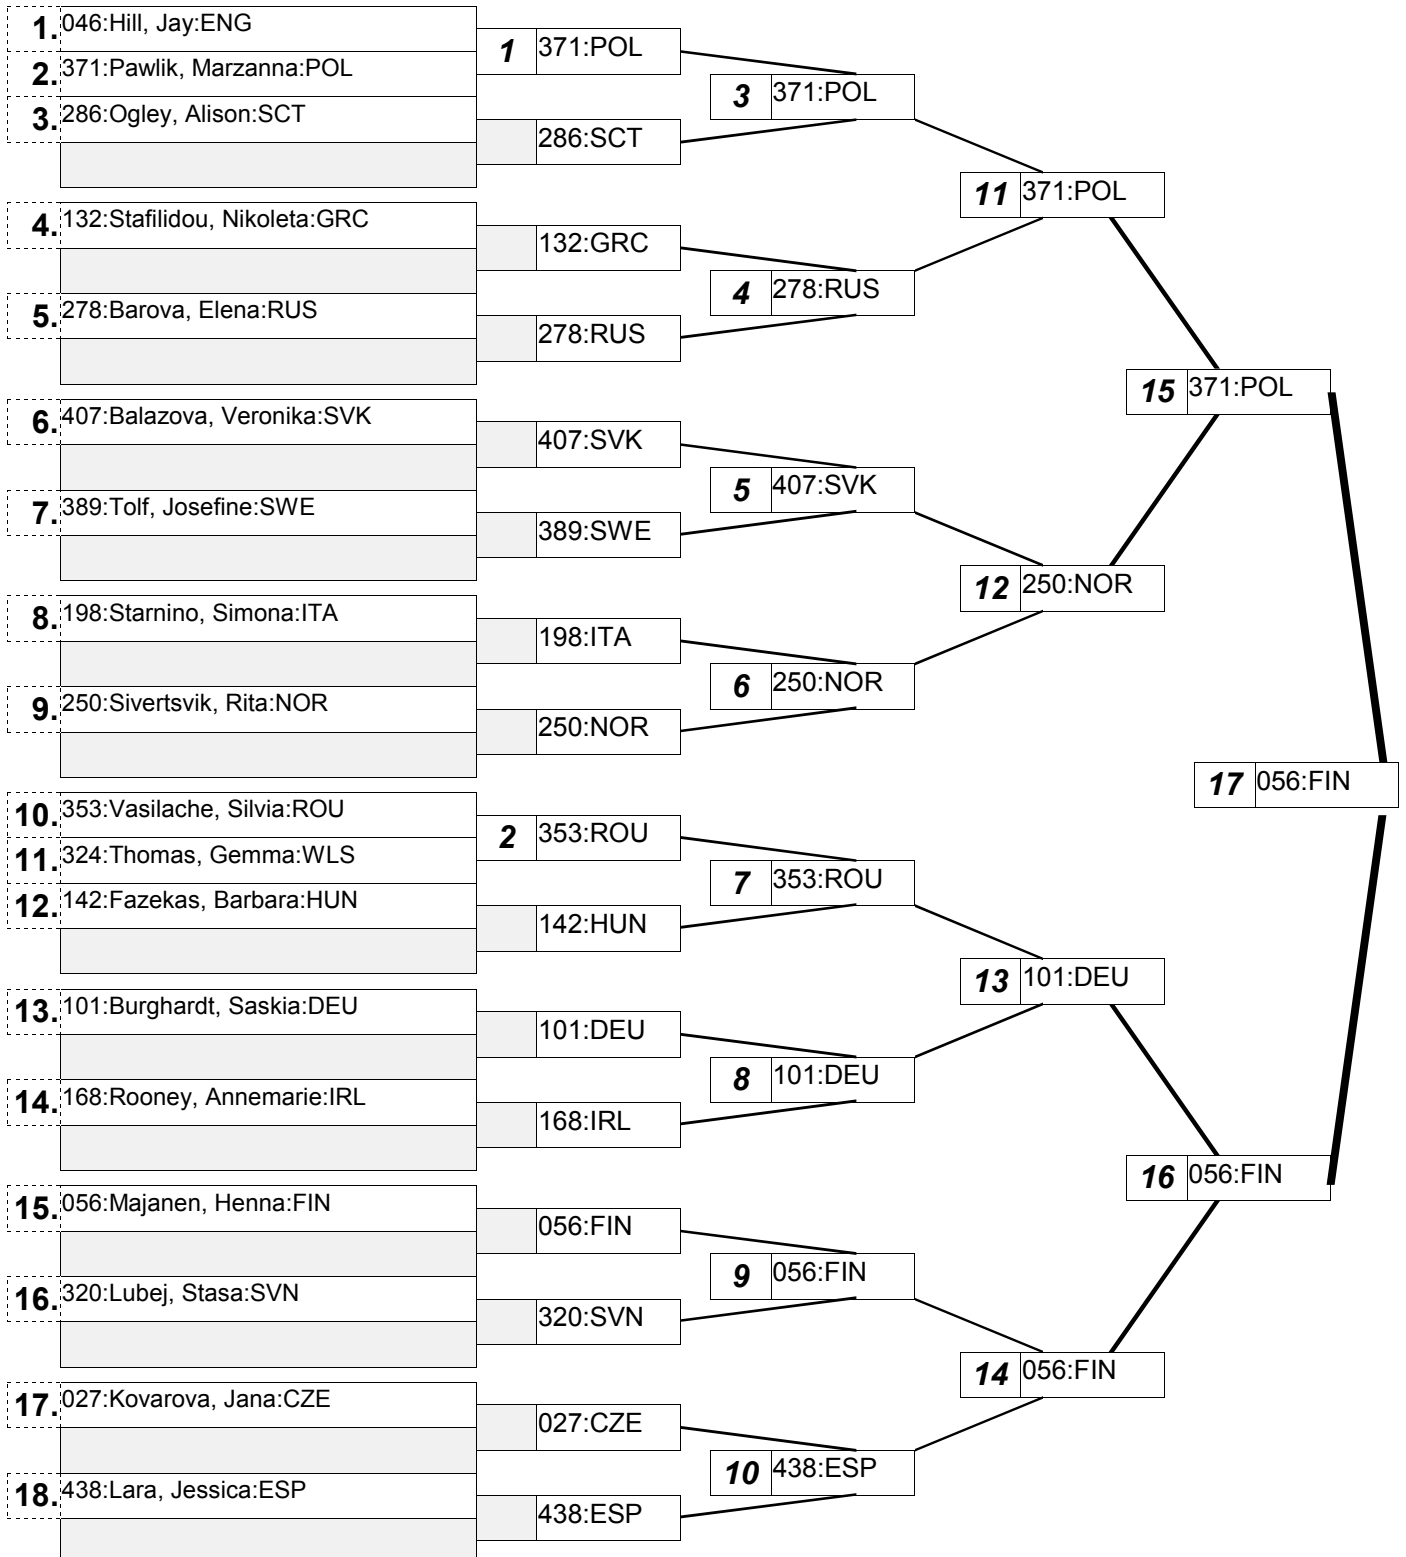 1. 046:Hill, Jay:ENG
2. 371:Pawlik, Marzanna:POL
3. 286:Ogley, Alison:SCT
4. 132:Stafilidou, Nikoleta:GRC
5. 278:Barova, Elena:RUS
6. 407:Balazova, Veronika:SVK
7. 389:Tolf, Josefine:SWE
8. 198:Starnino, Simona:ITA
9. 250:Sivertsvik, Rita:NOR
10. 353:Vasilache, Silvia:ROU
11. 324:Thomas, Gemma:WLS
12. 142:Fazekas, Barbara:HUN
13. 101:Burghardt, Saskia:DEU
14. 168:Rooney, Annemarie:IRL
15. 056:Majanen, Henna:FIN
16. 320:Lubej, Stasa:SVN
17. 027:Kovarova, Jana:CZE
18. 438:Lara, Jessica:ESP
1 371:POL
286:SCT
132:GRC
278:RUS
407:SVK
389:SWE
198:ITA
250:NOR
2 353:ROU
142:HUN
101:DEU
168:IRL
056:FIN
320:SVN
027:CZE
438:ESP
3 371:POL
4 278:RUS
5 407:SVK
6 250:NOR
7 353:ROU
8 101:DEU
9 056:FIN
10 438:ESP
11 371:POL
12 250:NOR
13 101:DEU
14 056:FIN
15 371:POL
16 056:FIN
17 056:FIN